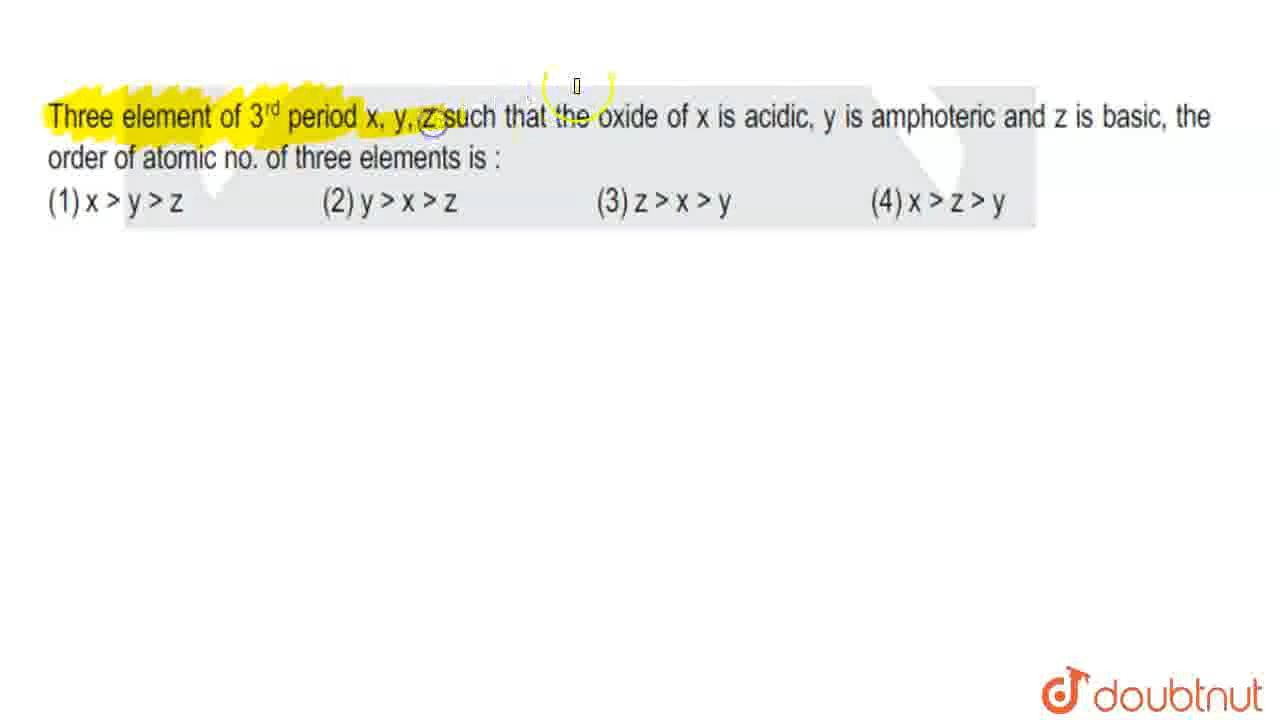 Three element of 3rd period x, y, z such that the oxide of x is acidic, y is amphoteric and z is basic, the
order of atomic no. of three elements is :
(1) x > y > z (2) y > x > z (3) z > x > y (4) x > z > y
doubtnut